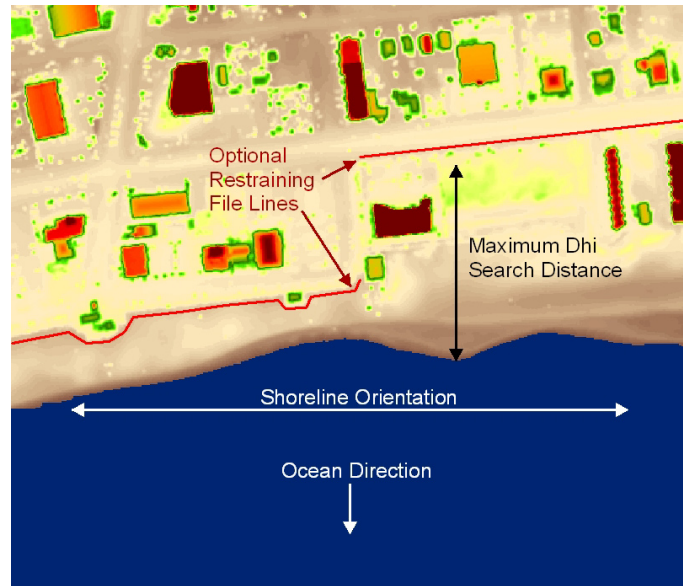 Optional
Restraining
File Lines
Maximum Dhi
Search Distance
Shoreline Orientation
Ocean Direction